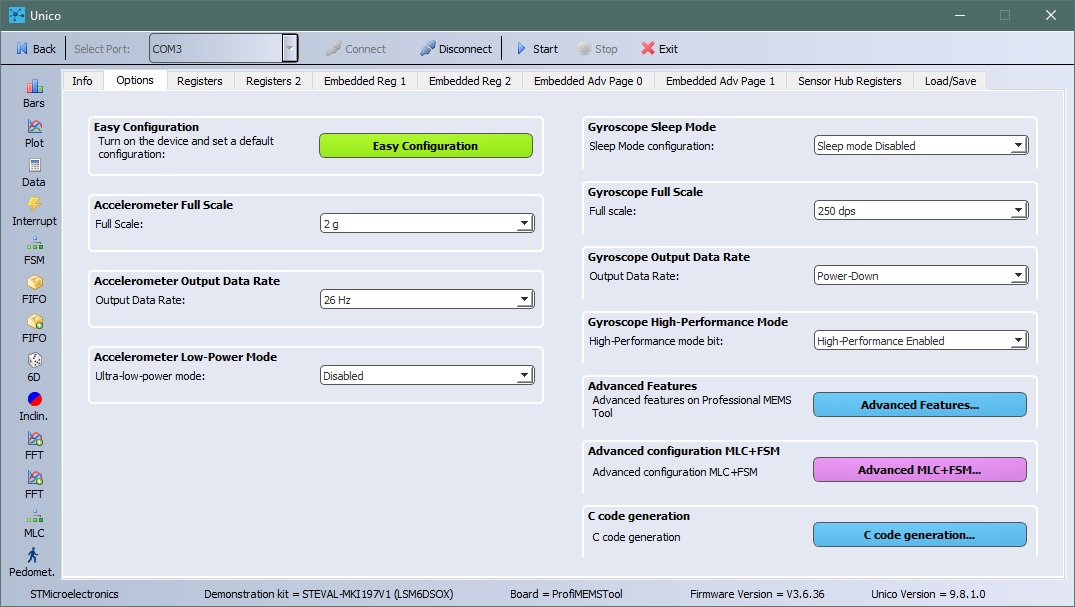 Unico
Back
Select Port:
COM3
Connect
Disconnect
Start
Stop
Exit
Info
Options
Registers
Registers 2
Embedded Reg 1
Embedded Reg 2
Embedded Adv Page 0
Embedded Adv Page 1
Sensor Hub Registers
Load/Save
Bars
Plot
Data
Interrupt
FSM
FIFO
FIFO
6D
Inclin.
FFT
FFT
MLC
Pedomet.
Easy Configuration
Turn on the device and set a default
configuration:
Easy Configuration
Accelerometer Full Scale
Full Scale:
2 g
Accelerometer Output Data Rate
Output Data Rate:
26 Hz
Accelerometer Low-Power Mode
Ultra-low-power mode:
Disabled
Gyroscope Sleep Mode
Sleep Mode configuration:
Sleep mode Disabled
Gyroscope Full Scale
Full scale:
250 dps
Gyroscope Output Data Rate
Output Data Rate:
Power-Down
Gyroscope High-Performance Mode
High-Performance mode bit:
High-Performance Enabled
Advanced Features
Advanced features on Professional MEMS
Tool
Advanced Features...
Advanced configuration MLC+FSM
Advanced configuration MLC+FSM
Advanced MLC+FSM...
C code generation
C code generation
C code generation...
STMicroelectronics
Demonstration kit = STEVAL-MKI197V1 (LSM6DSOX)
Board = ProfiMEMSTool
Firmware Version = V3.6.36
Unico Version = 9.8.1.0